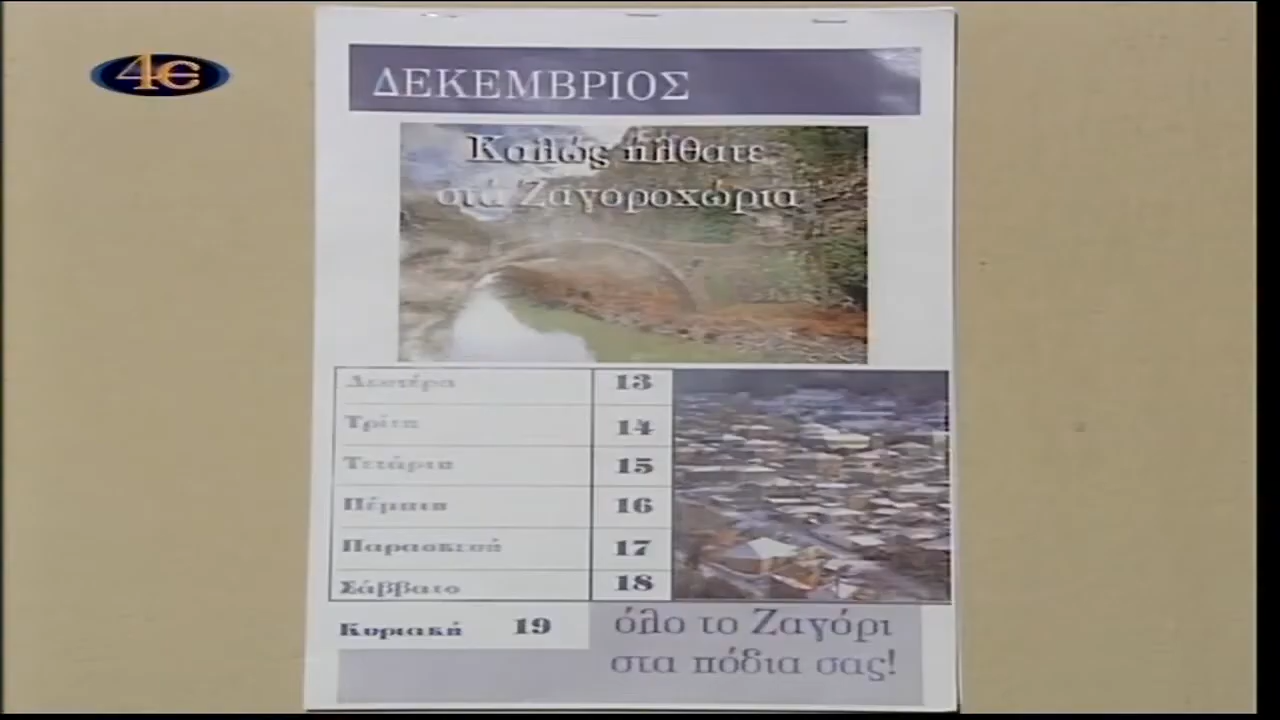 4e
ΔΕΚΕΜΒΡΙΟΣ
Καλώς ήλθατε
στα Ζαγοροχώρια
Δευτέρα 13
Τρίτη 14
Τετάρτη 15
Πέμπτη 16
Παρασκευή 17
Σάββατο 18
Κυριακή 19
όλο το Ζαγόρι
στα πόδια σας!